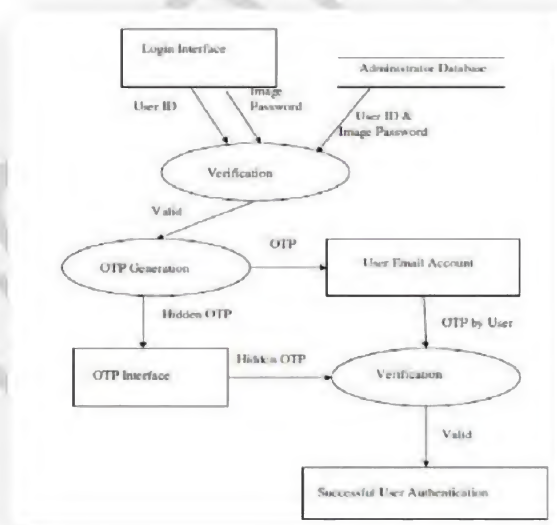 Login Interface
Administrator Database
User ID
Image
Password
User ID &
Image Password
Verification
Valid
OTP Generation
OTP
User Email Account
Hidden OTP
OTP by User
OTP Interface
Hidden OTP
Verification
Valid
Successful User Authentication